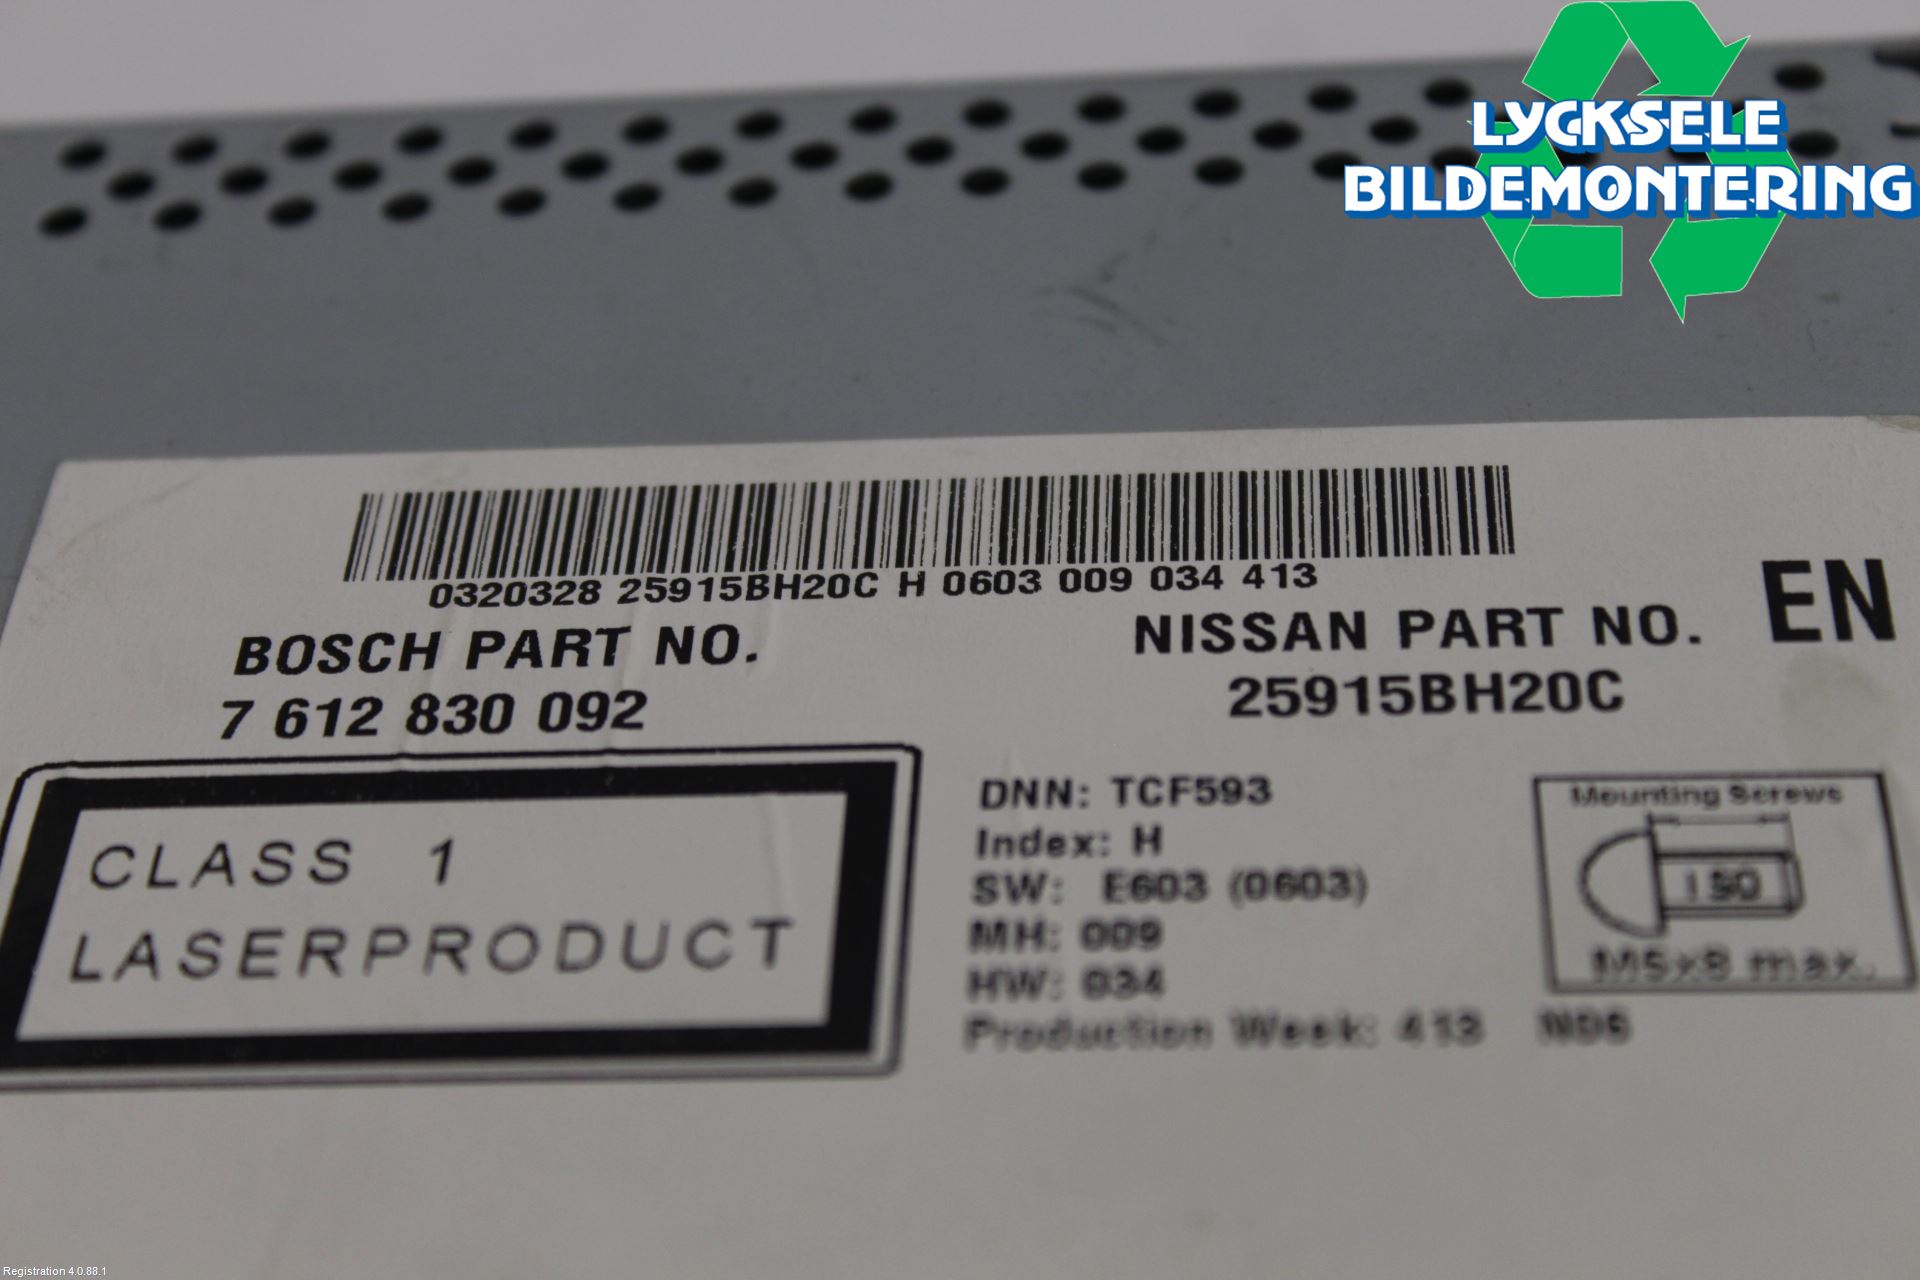 LYCKSELE
BILDEMONTERING
0320328 25915BH20C H 0603 009 034 413
BOSCH PART NO.
7 612 830 092
NISSAN PART NO.
25915BH20C
EN
CLASS 1
LASERPRODUCT
DNN: TCF593
Index: H
SW: E603 (0603)
MH: 009
HW: 034
Production Week: 413 N06
Mounting Screws
ISO
M5x8 max.
Registration 4.0.88.1